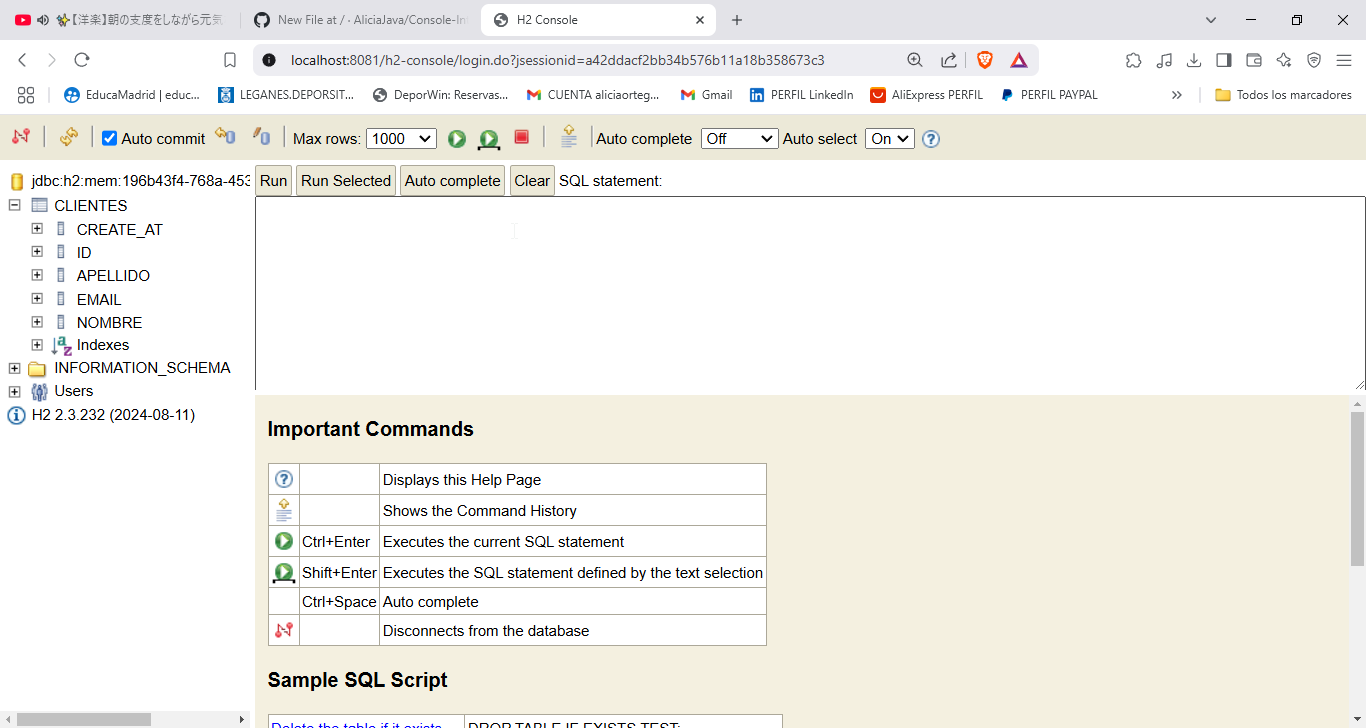 ✨【洋楽】朝の支度をしながら元気
New File at / · AliciaJava/Console-In
H2 Console
localhost:8081/h2-console/login.do?jsessionid=a42ddacf2bb34b576b11a18b358673c3
EducaMadrid | educ...
LEGANES.DEPORSIT...
DeporWin: Reservas...
CUENTA aliciaorteg...
Gmail
PERFIL LinkedIn
AliExpress PERFIL
PERFIL PAYPAL
Todos los marcadores
Auto commit
Max rows: 1000
Auto complete Off
Auto select On
jdbc:h2:mem:196b43f4-768a-453
CLIENTES
CREATE_AT
ID
APELLIDO
EMAIL
NOMBRE
Indexes
INFORMATION_SCHEMA
Users
H2 2.3.232 (2024-08-11)
Run Run Selected Auto complete Clear SQL statement:
Important Commands
Displays this Help Page
Shows the Command History
Ctrl+Enter Executes the current SQL statement
Shift+Enter Executes the SQL statement defined by the text selection
Ctrl+Space Auto complete
Disconnects from the database
Sample SQL Script
Delete the table if it exists DROP TABLE IF EXISTS TEST;